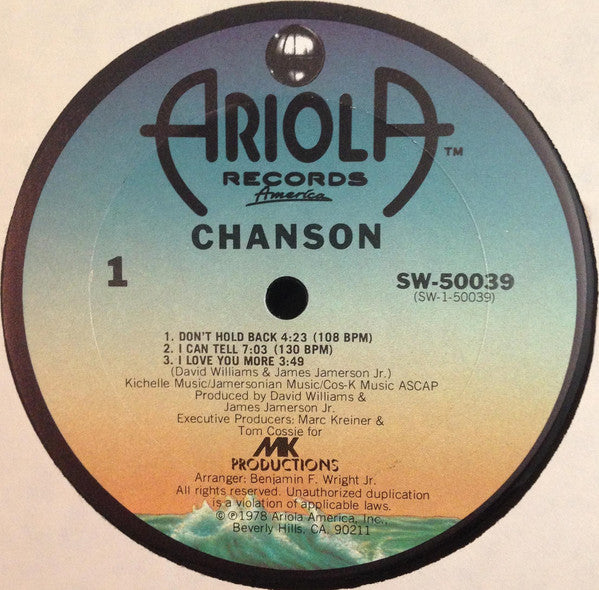 ARIOLA ™
RECORDS
America
CHANSON
1
SW-50039
(SW-1-50039)
1. DON'T HOLD BACK 4:23 (108 BPM)
2. I CAN TELL 7:03 (130 BPM)
3. I LOVE YOU MORE 3:49
(David Williams & James Jamerson Jr.)
Kichelle Music/Jamersonian Music/Cos-K Music ASCAP
Produced by David Williams &
James Jamerson Jr.
Executive Producers: Marc Kreiner &
Tom Cossie for
MK
PRODUCTIONS
Arranger: Benjamin F. Wright Jr.
All rights reserved. Unauthorized duplication
is a violation of applicable laws.
©℗1978 Ariola America, Inc.,
Beverly Hills, CA. 90211